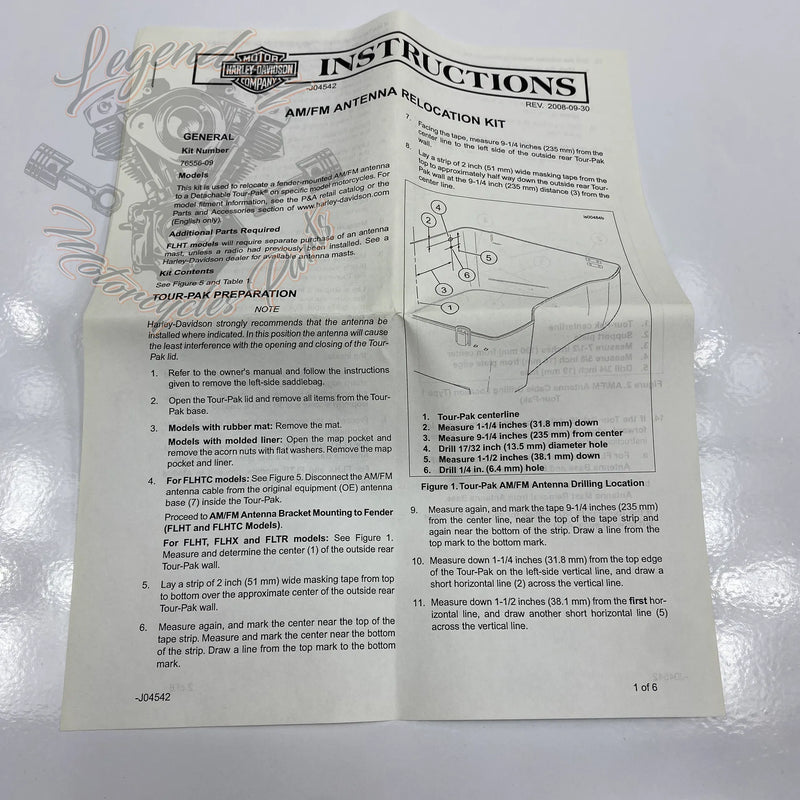 Legend
Motorcycles Parts
MOTOR
HARLEY-DAVIDSON
COMPANY
INSTRUCTIONS
-J04542
REV. 2008-09-30
AM/FM ANTENNA RELOCATION KIT
GENERAL
Kit Number
76556-09
Models
This kit is used to relocate a fender-mounted AM/FM antenna
to a Detachable Tour-Pak® on specific model motorcycles. For
model fitment information, see the P&A retail catalog or the
Parts and Accessories section of www.harley-davidson.com
(English only).
Additional Parts Required
FLHT models will require separate purchase of an antenna
mast, unless a radio had previously been installed. See a
Harley-Davidson dealer for available antenna masts.
Kit Contents
See Figure 5 and Table 1.
TOUR-PAK PREPARATION
NOTE
Harley-Davidson strongly recommends that the antenna be
installed where indicated. In this position the antenna will cause
the least interference with the opening and closing of the Tour-
Pak lid.
1. Refer to the owner's manual and follow the instructions
given to remove the left-side saddlebag.
2. Open the Tour-Pak lid and remove all items from the Tour-
Pak base.
3. Models with rubber mat: Remove the mat.
Models with molded liner: Open the map pocket and
remove the acorn nuts with flat washers. Remove the map
pocket and liner.
4. For FLHTC models: See Figure 5. Disconnect the AM/FM
antenna cable from the original equipment (OE) antenna
base (7) inside the Tour-Pak.
Proceed to AM/FM Antenna Bracket Mounting to Fender
(FLHT and FLHTC Models).
For FLHT, FLHX and FLTR models: See Figure 1.
Measure and determine the center (1) of the outside rear
Tour-Pak wall.
5. Lay a strip of 2 inch (51 mm) wide masking tape from top
to bottom over the approximate center of the outside rear
Tour-Pak wall.
6. Measure again, and mark the center near the top of the
tape strip. Measure and mark the center near the bottom
of the strip. Draw a line from the top mark to the bottom
mark.
7. Facing the tape, measure 9-1/4 inches (235 mm) from the
center line to the left side of the outside rear Tour-Pak
wall.
8. Lay a strip of 2 inch (51 mm) wide masking tape from the
top to approximately half way down the outside rear Tour-
Pak wall at the 9-1/4 inch (235 mm) distance (3) from the
center line.
is00484b
4
2
5
6
3
1
1. Tour-Pak centerline
2. Measure 1-1/4 inches (31.8 mm) down
3. Measure 9-1/4 inches (235 mm) from center
4. Drill 17/32 inch (13.5 mm) diameter hole
5. Measure 1-1/2 inches (38.1 mm) down
6. Drill 1/4 in. (6.4 mm) hole
Figure 1. Tour-Pak AM/FM Antenna Drilling Location
9. Measure again, and mark the tape 9-1/4 inches (235 mm)
from the center line, near the top of the tape strip and
again near the bottom of the strip. Draw a line from the
top mark to the bottom mark.
10. Measure down 1-1/4 inches (31.8 mm) from the top edge
of the Tour-Pak on the left-side vertical line, and draw a
short horizontal line (2) across the vertical line.
11. Measure down 1-1/2 inches (38.1 mm) from the first hor-
izontal line, and draw another short horizontal line (5)
across the vertical line.
-J04542
1 of 6